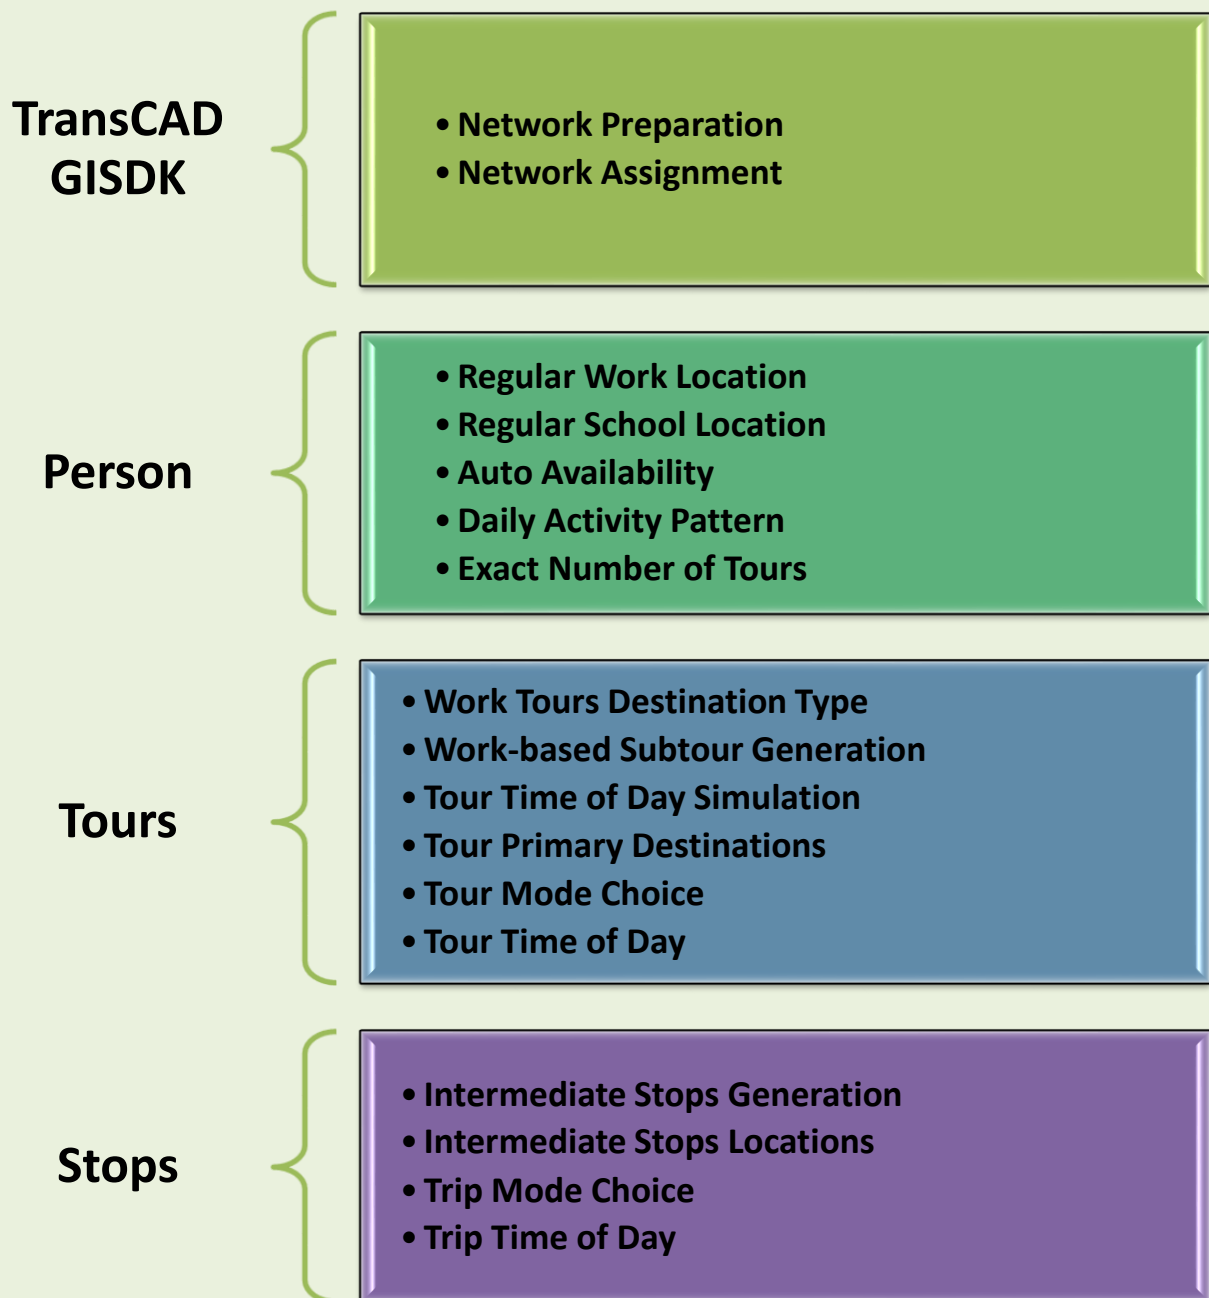 TransCAD
GISDK
• Network Preparation
• Network Assignment
Person
• Regular Work Location
• Regular School Location
• Auto Availability
• Daily Activity Pattern
• Exact Number of Tours
Tours
• Work Tours Destination Type
• Work-based Subtour Generation
• Tour Time of Day Simulation
• Tour Primary Destinations
• Tour Mode Choice
• Tour Time of Day
Stops
• Intermediate Stops Generation
• Intermediate Stops Locations
• Trip Mode Choice
• Trip Time of Day